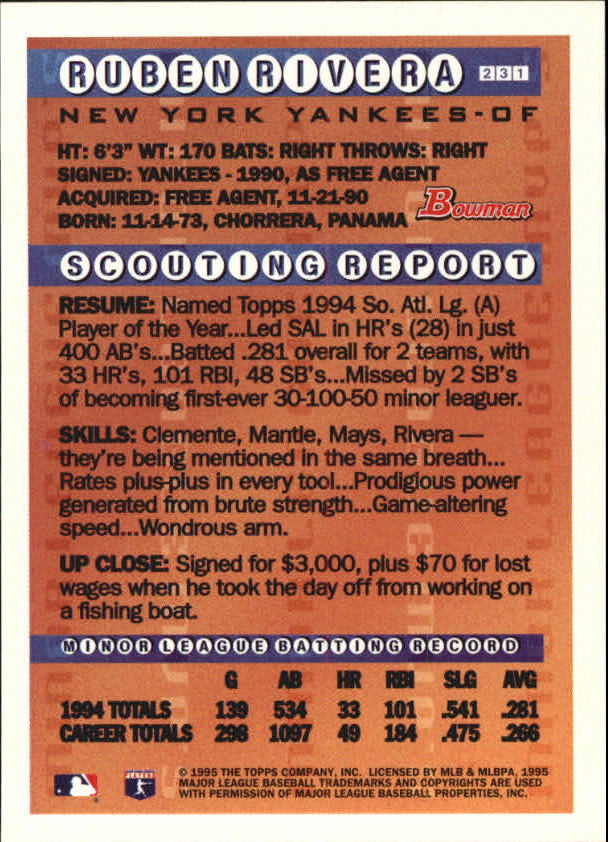 RUBEN RIVERA 231
NEW YORK YANKEES-OF
HT: 6'3" WT: 170 BATS: RIGHT THROWS: RIGHT
SIGNED: YANKEES - 1990, AS FREE AGENT
ACQUIRED: FREE AGENT, 11-21-90
BORN: 11-14-73, CHORRERA, PANAMA
Bowman
SCOUTING REPORT
RESUME: Named Topps 1994 So. Atl. Lg. (A)
Player of the Year...Led SAL in HR's (28) in just
400 AB's...Batted .281 overall for 2 teams, with
33 HR's, 101 RBI, 48 SB's...Missed by 2 SB's
of becoming first-ever 30-100-50 minor leaguer.
SKILLS: Clemente, Mantle, Mays, Rivera —
they're being mentioned in the same breath...
Rates plus-plus in every tool...Prodigious power
generated from brute strength...Game-altering
speed...Wondrous arm.
UP CLOSE: Signed for $3,000, plus $70 for lost
wages when he took the day off from working on
a fishing boat.
MINOR LEAGUE BATTING RECORD
G AB HR RBI SLG AVG
1994 TOTALS 139 534 33 101 .541 .281
CAREER TOTALS 298 1097 49 184 .475 .266
© 1995 THE TOPPS COMPANY, INC. LICENSED BY MLB & MLBPA, 1995
MAJOR LEAGUE BASEBALL TRADEMARKS AND COPYRIGHTS ARE USED
WITH PERMISSION OF MAJOR LEAGUE BASEBALL PROPERTIES, INC.